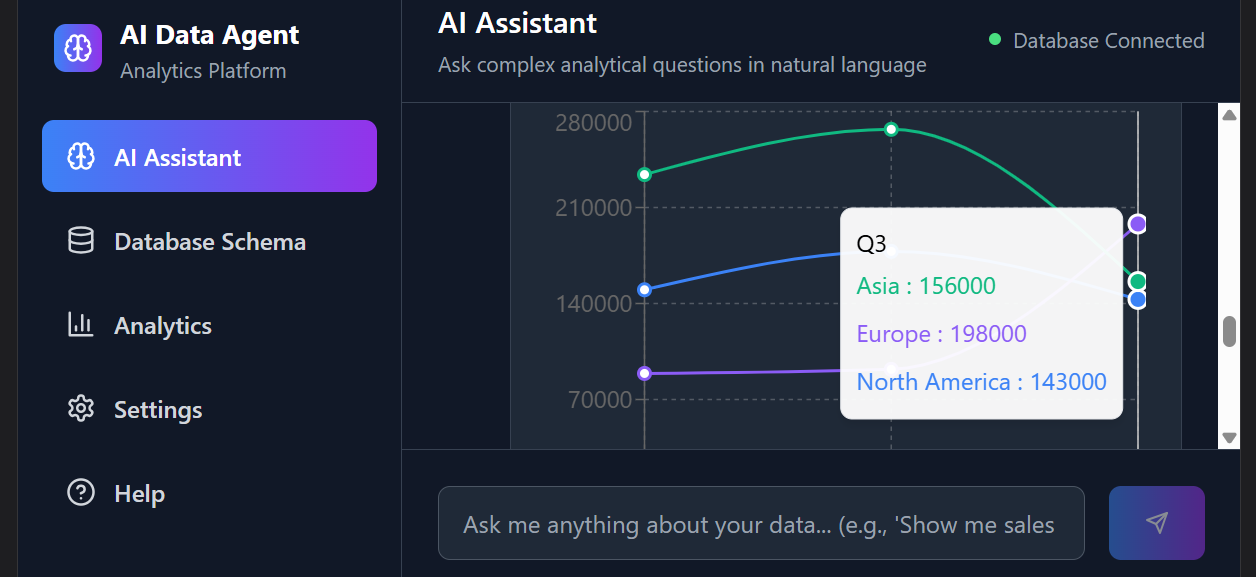 AI Data Agent
Analytics Platform
AI Assistant
Database Schema
Analytics
Settings
Help
AI Assistant
Ask complex analytical questions in natural language
Database Connected
280000
210000
140000
70000
Q3
Asia : 156000
Europe : 198000
North America : 143000
Ask me anything about your data... (e.g., 'Show me sales